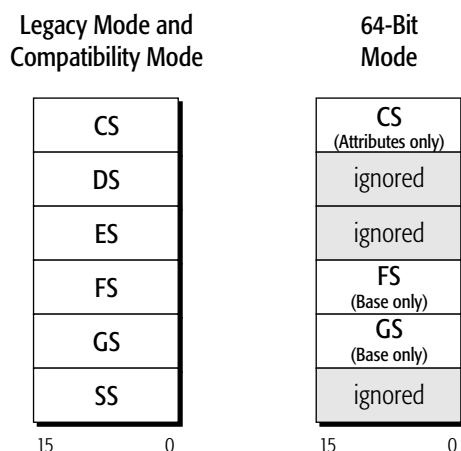 Legacy Mode and
Compatibility Mode
CS
DS
ES
FS
GS
SS
15 0
64-Bit
Mode
CS
(Attributes only)
ignored
ignored
FS
(Base only)
GS
(Base only)
ignored
15 0